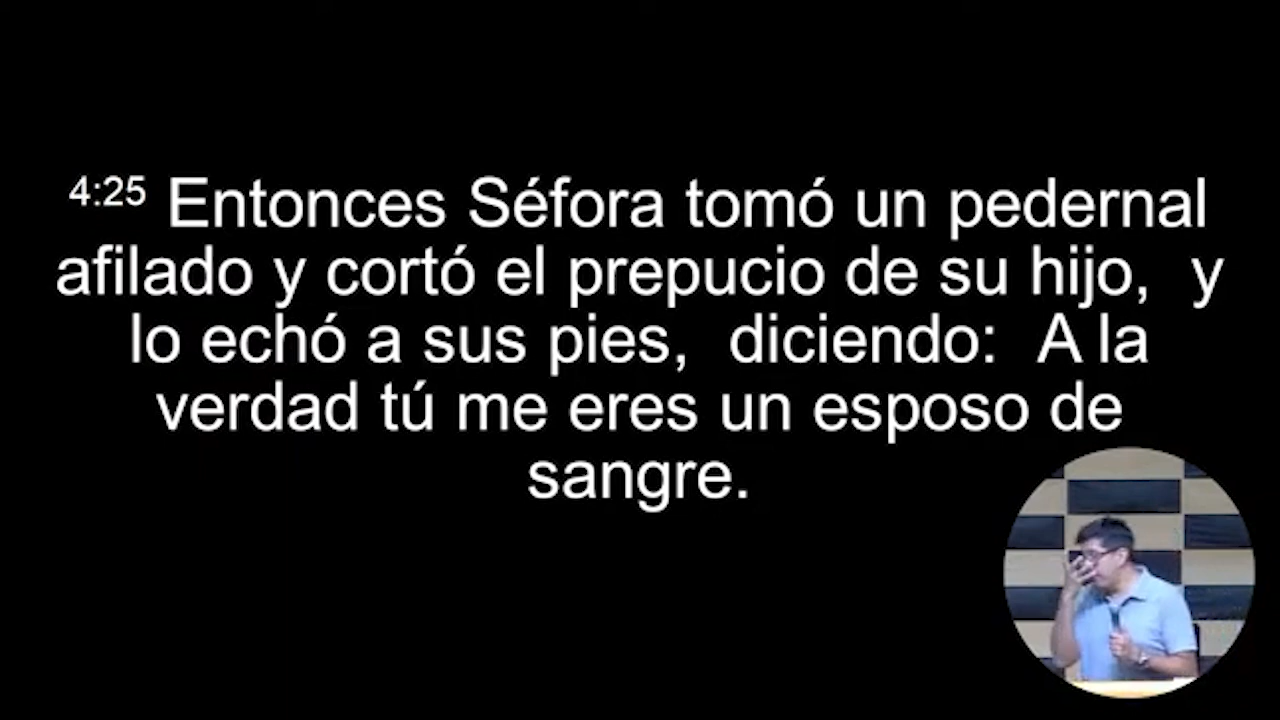 4:25 Entonces Séfora tomó un pedernal
afilado y cortó el prepucio de su hijo,  y
lo echó a sus pies,  diciendo:  A la
verdad tú me eres un esposo de
sangre.